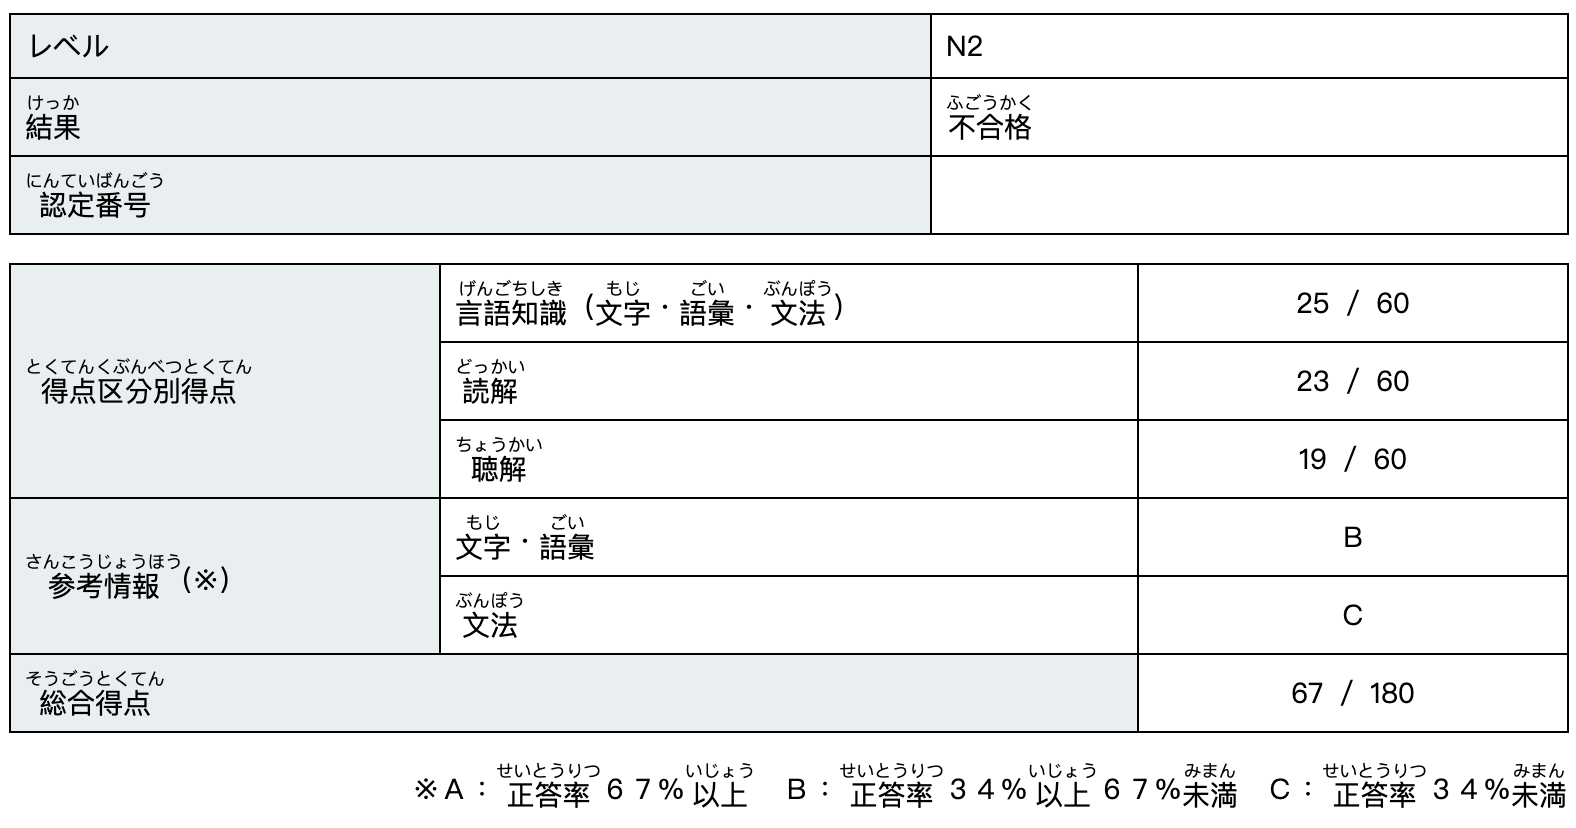 レベル N2
けっか ふごうかく
結果 不合格
にんていばんごう
認定番号
げんごちしき もじ ごい ぶんぽう
言語知識 (文字・語彙・文法) 25 / 60
とくてんくぶんべつとくてん
得点区分別得点
どっかい
読解 23 / 60
ちょうかい
聴解 19 / 60
さんこうじょうほう
参考情報(※)
もじ ごい
文字・語彙 B
ぶんぽう
文法 C
そうごうとくてん
総合得点 67 / 180
せいとうりつ いじょう せいとうりつ いじょう みまん せいとうりつ みまん
※A:正答率67%以上 B:正答率34%以上67%未満 C:正答率34%未満